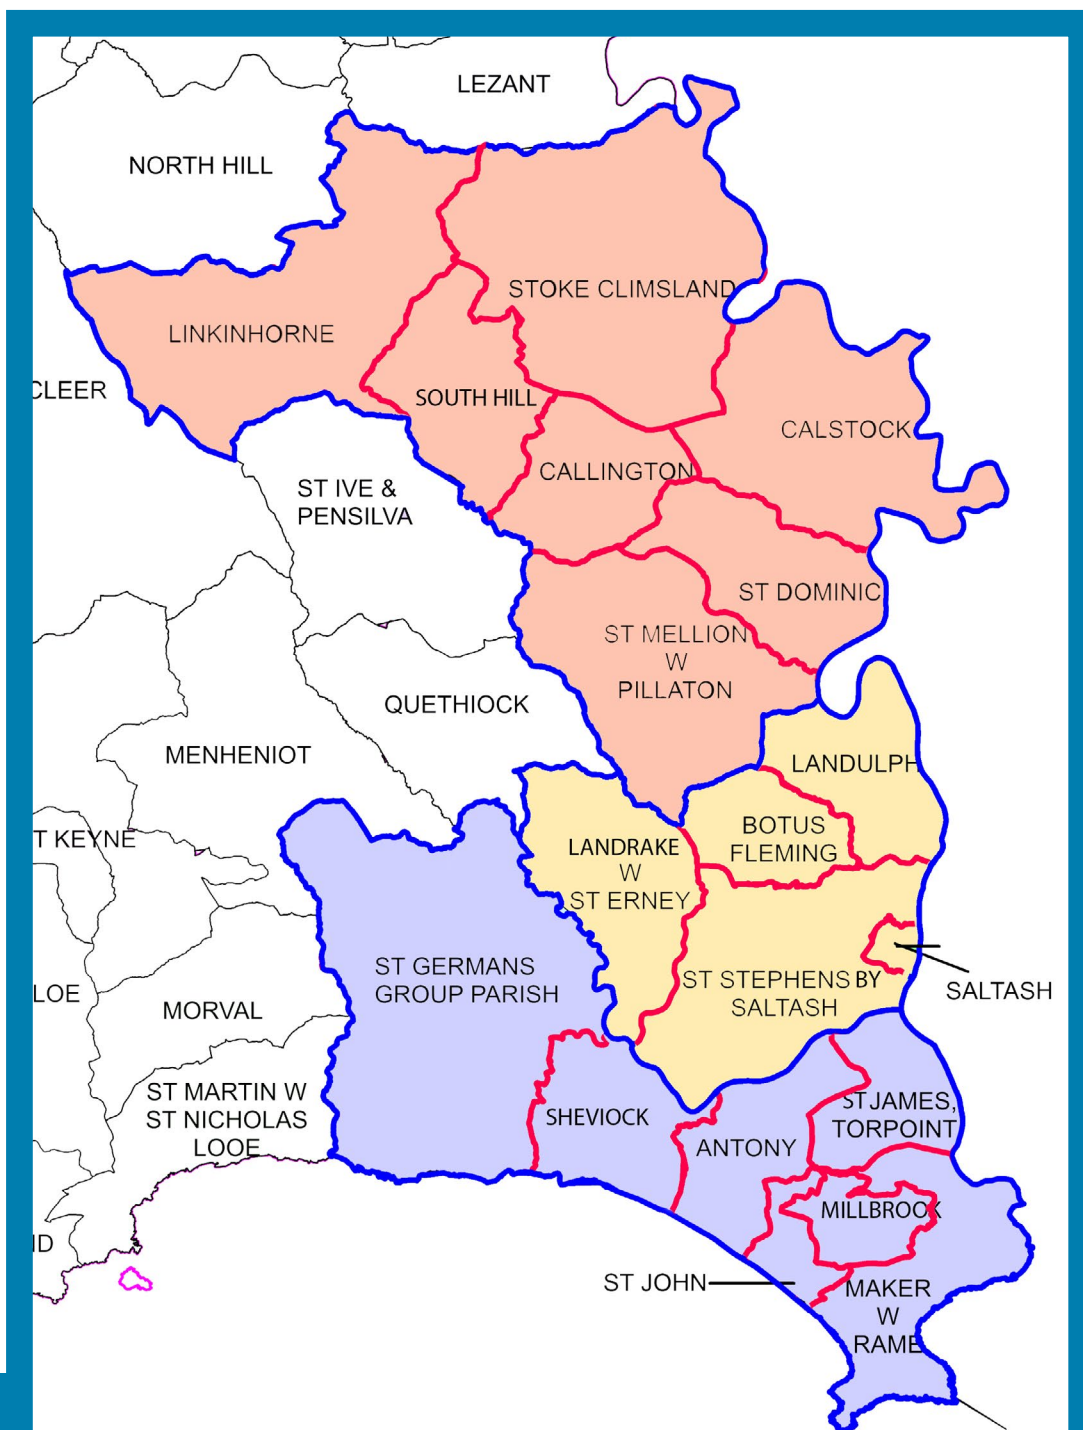 LEZANT
NORTH HILL
STOKE CLIMSLAND
LINKINHORNE
CLEER
SOUTH HILL
CALSTOCK
CALLINGTON
ST IVE &
PENSILVA
ST DOMINIC
ST MELLION
W
PILLATON
QUETHIOCK
MENHENIOT
LANDULPH
T KEYNE
BOTUS
FLEMING
LANDRAKE
W
ST ERNEY
ST GERMANS
GROUP PARISH
ST STEPHENS BY
SALTASH
SALTASH
LOE
MORVAL
ST MARTIN W
ST NICHOLAS
LOOE
SHEVIOCK
ST JAMES,
TORPOINT
ANTONY
MILLBROOK
ID
ST JOHN
MAKER
W
RAME